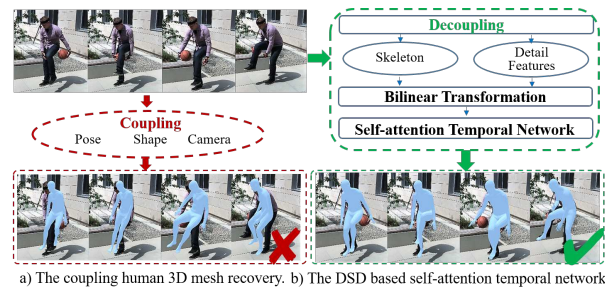 Decoupling
Skeleton
Detail
Features
Bilinear Transformation
Self-attention Temporal Network
Coupling
Pose Shape Camera
a) The coupling human 3D mesh recovery. b) The DSD based self-attention temporal network